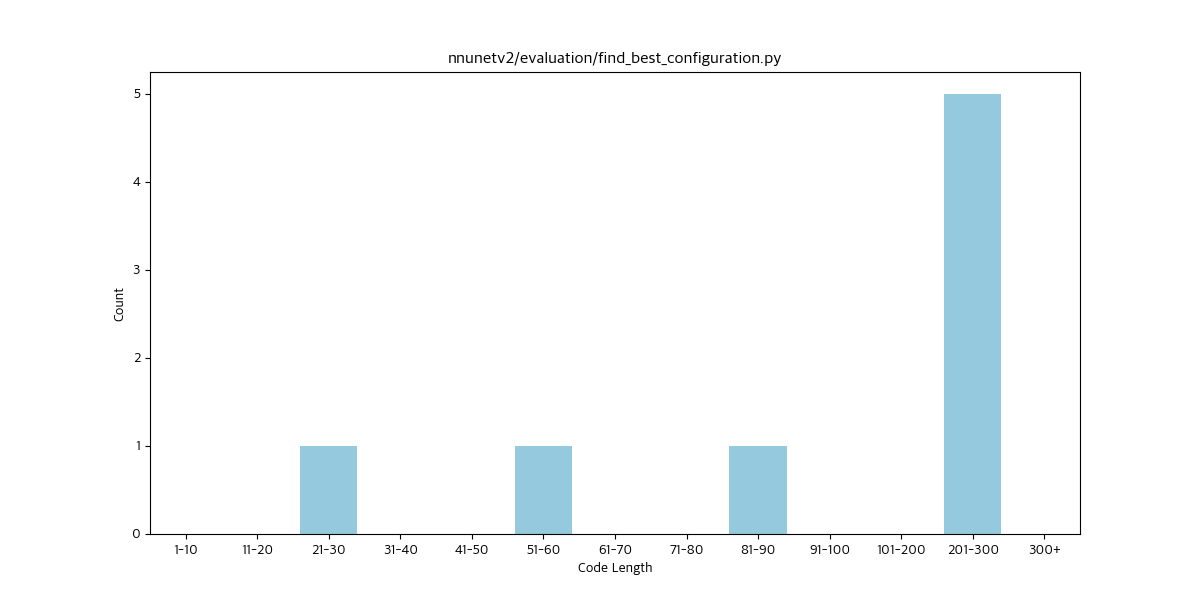 nnunetv2/evaluation/find_best_configuration.py
5
4
3
2
1
0
Count
1-10 11-20 21-30 31-40 41-50 51-60 61-70 71-80 81-90 91-100 101-200 201-300 300+
Code Length